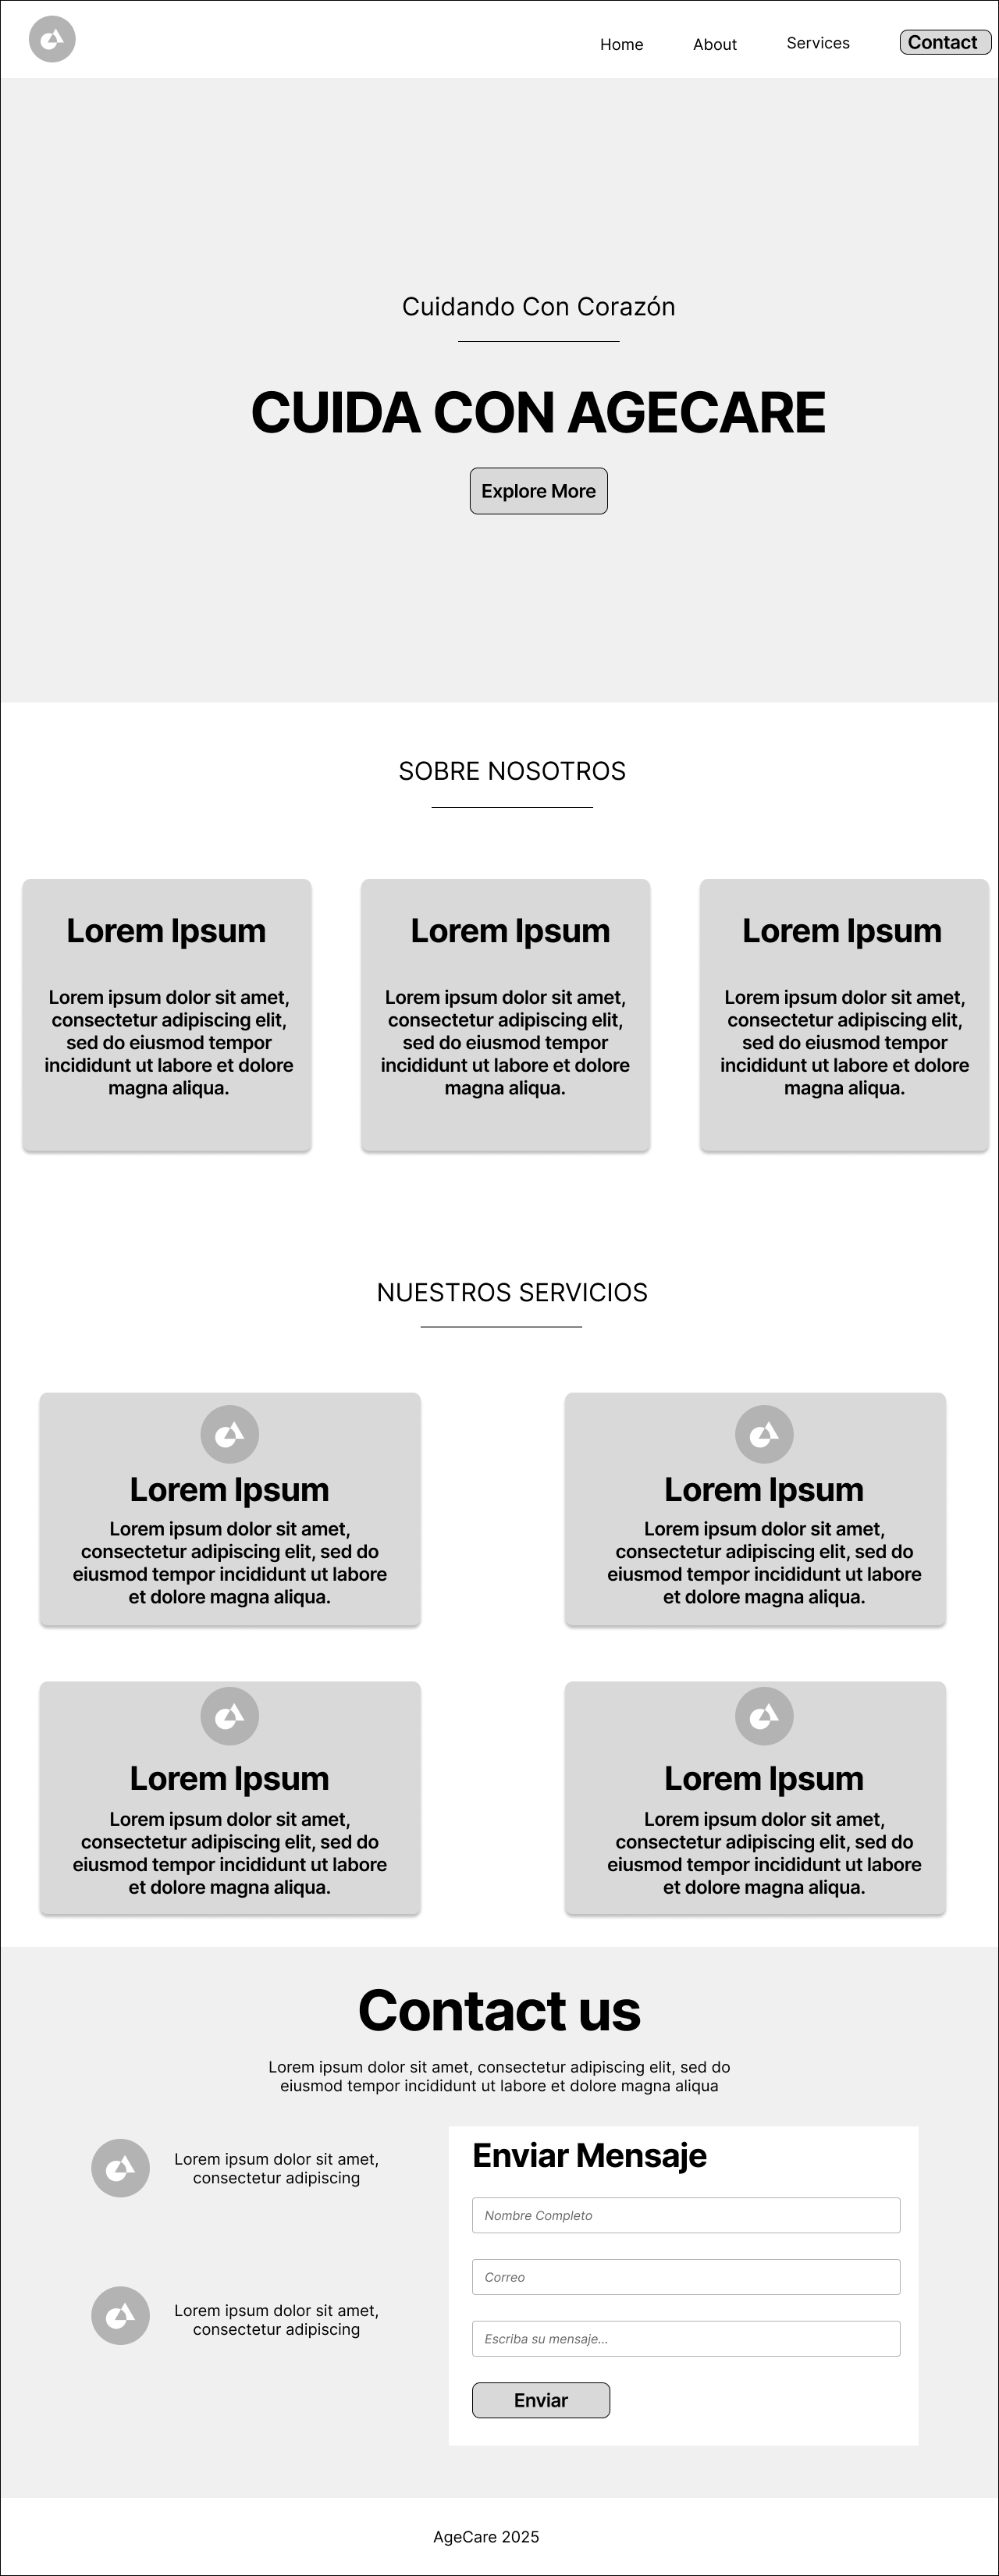 Home
About
Services
Contact
Cuidando Con Corazón
CUIDA CON AGECARE
Explore More
SOBRE NOSOTROS
Lorem Ipsum
Lorem ipsum dolor sit amet,
consectetur adipiscing elit,
sed do eiusmod tempor
incididunt ut labore et dolore
magna aliqua.
Lorem Ipsum
Lorem ipsum dolor sit amet,
consectetur adipiscing elit,
sed do eiusmod tempor
incididunt ut labore et dolore
magna aliqua.
Lorem Ipsum
Lorem ipsum dolor sit amet,
consectetur adipiscing elit,
sed do eiusmod tempor
incididunt ut labore et dolore
magna aliqua.
NUESTROS SERVICIOS
Lorem Ipsum
Lorem ipsum dolor sit amet,
consectetur adipiscing elit, sed do
eiusmod tempor incididunt ut labore
et dolore magna aliqua.
Lorem Ipsum
Lorem ipsum dolor sit amet,
consectetur adipiscing elit, sed do
eiusmod tempor incididunt ut labore
et dolore magna aliqua.
Lorem Ipsum
Lorem ipsum dolor sit amet,
consectetur adipiscing elit, sed do
eiusmod tempor incididunt ut labore
et dolore magna aliqua.
Lorem Ipsum
Lorem ipsum dolor sit amet,
consectetur adipiscing elit, sed do
eiusmod tempor incididunt ut labore
et dolore magna aliqua.
Contact us
Lorem ipsum dolor sit amet, consectetur adipiscing elit, sed do
eiusmod tempor incididunt ut labore et dolore magna aliqua
Lorem ipsum dolor sit amet,
consectetur adipiscing
Lorem ipsum dolor sit amet,
consectetur adipiscing
Enviar Mensaje
Nombre Completo
Correo
Escriba su mensaje...
Enviar
AgeCare 2025